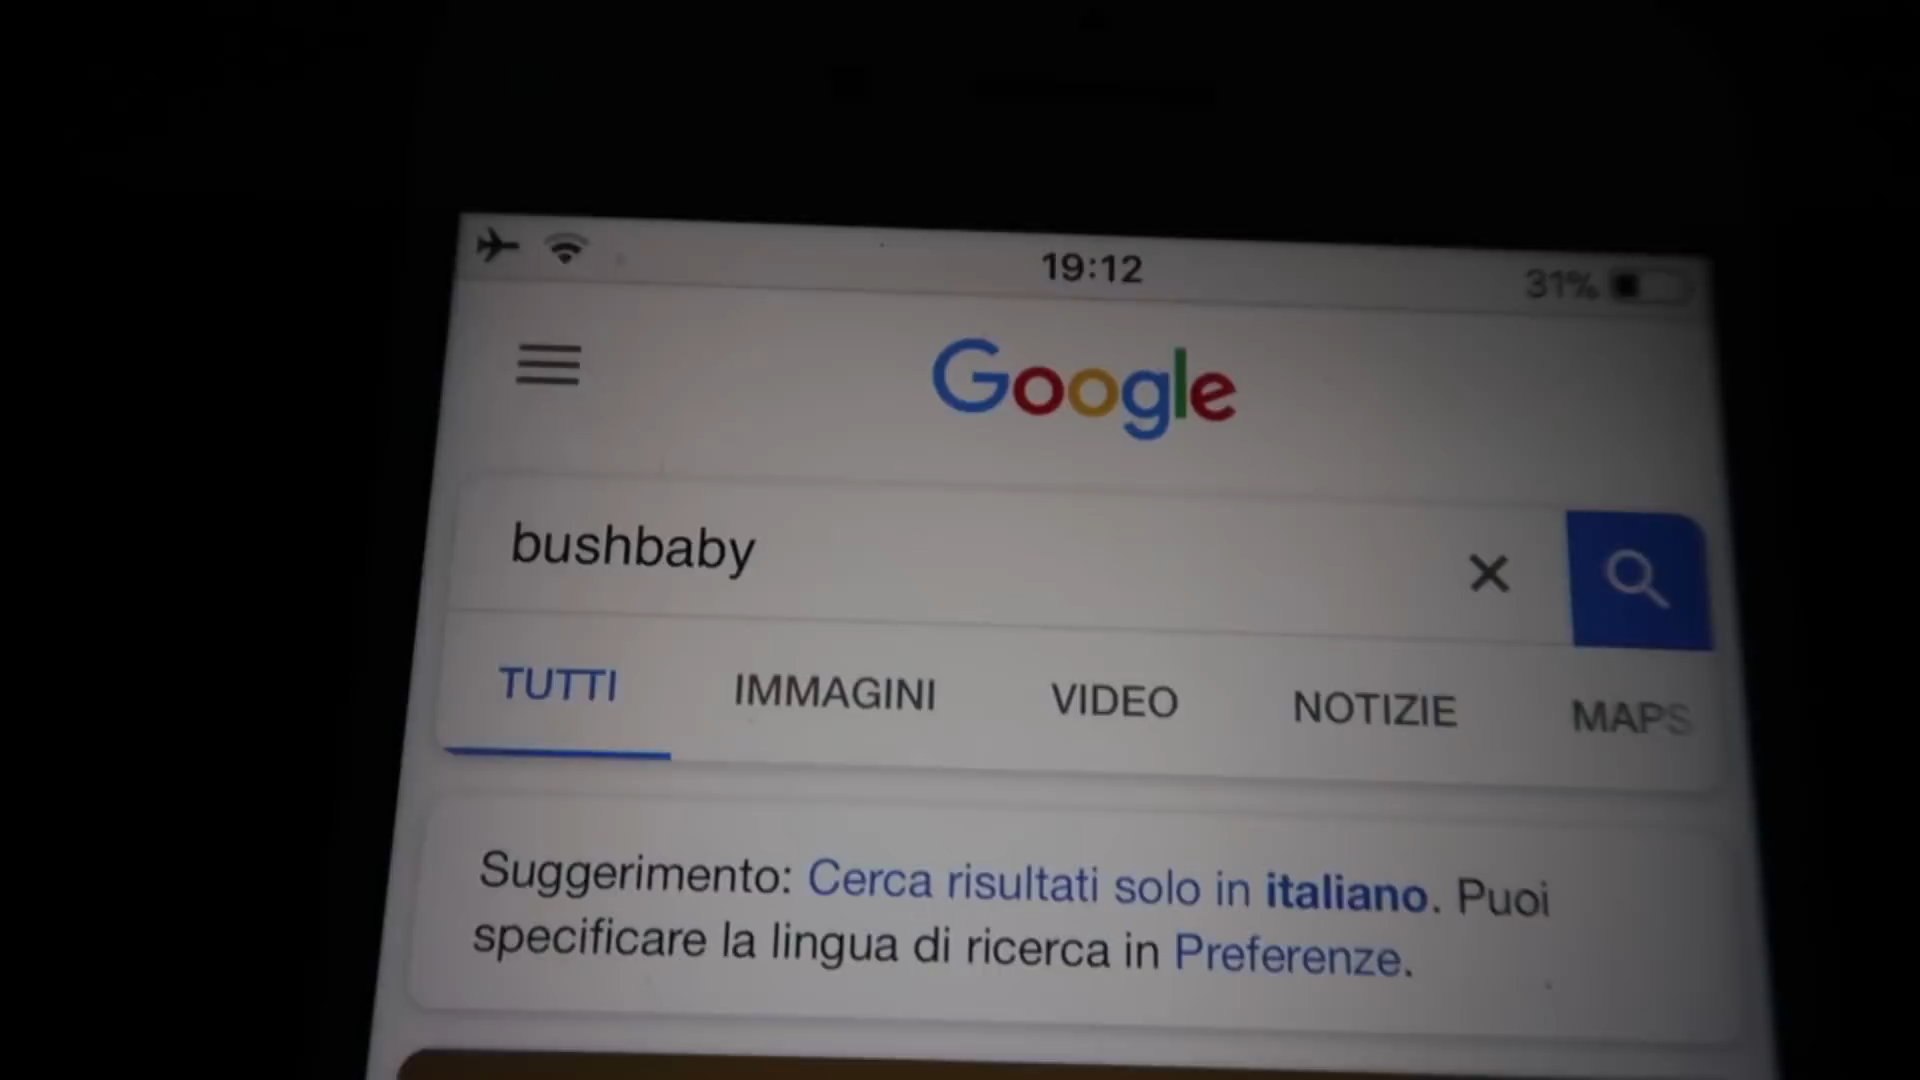 19:12
31%
Google
bushbaby
TUTTI IMMAGINI VIDEO NOTIZIE MAPS
Suggerimento: Cerca risultati solo in italiano. Puoi
specificare la lingua di ricerca in Preferenze.